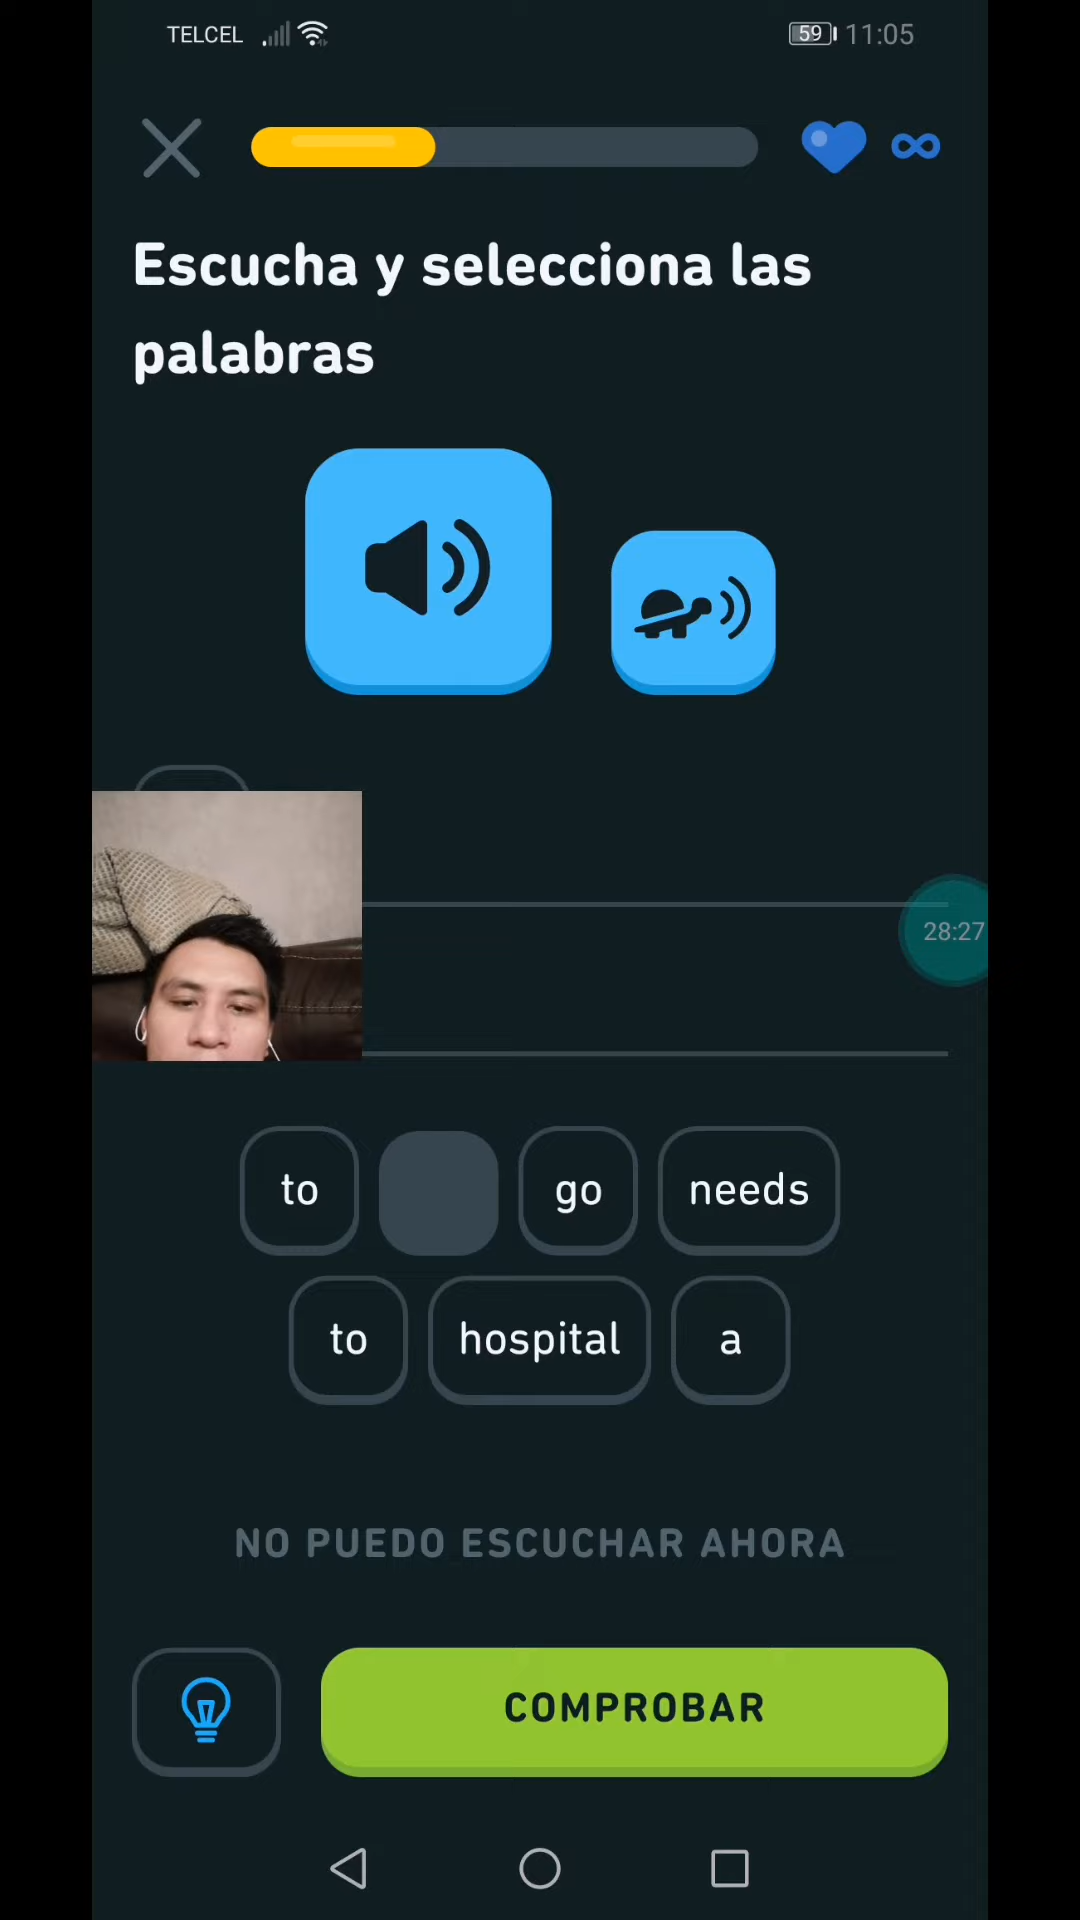 TELCEL 59 11:05
Escucha y selecciona las
palabras
28:27
to go needs
to hospital a
NO PUEDO ESCUCHAR AHORA
COMPROBAR